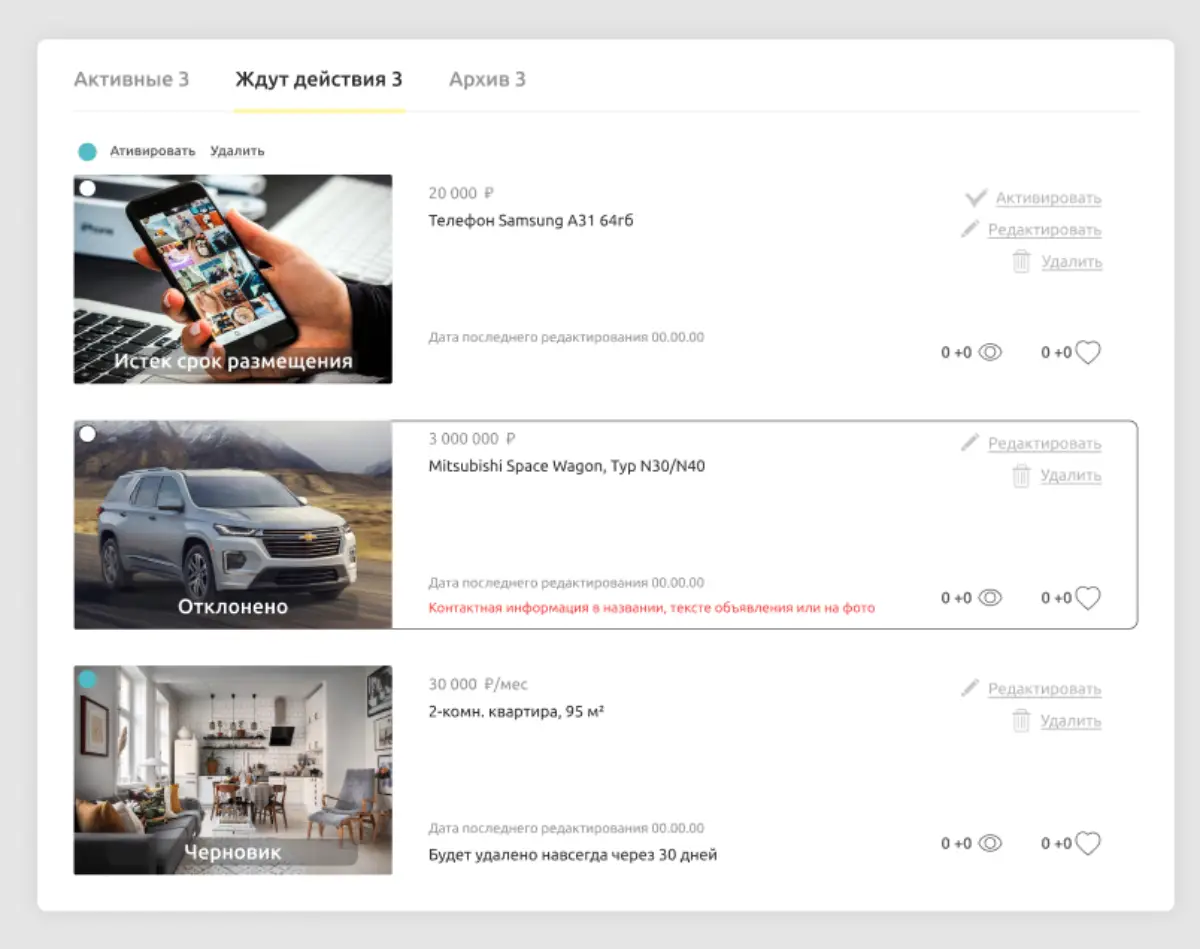 Активные 3 Ждут действия 3 Архив 3
Ативировать Удалить
20 000 ₽
Телефон Samsung A31 64гб
Активировать
Редактировать
Удалить
iPhone
Истек срок размещения
Дата последнего редактирования 00.00.00
0 +0 0 +0
3 000 000 ₽
Mitsubishi Space Wagon, Typ N30/N40
Редактировать
Удалить
Отклонено
Дата последнего редактирования 00.00.00
Контактная информация в названии, тексте объявления или на фото
0 +0 0 +0
30 000 ₽/мес
2-комн. квартира, 95 м²
Редактировать
Удалить
Черновик
Дата последнего редактирования 00.00.00
Будет удалено навсегда через 30 дней
0 +0 0 +0